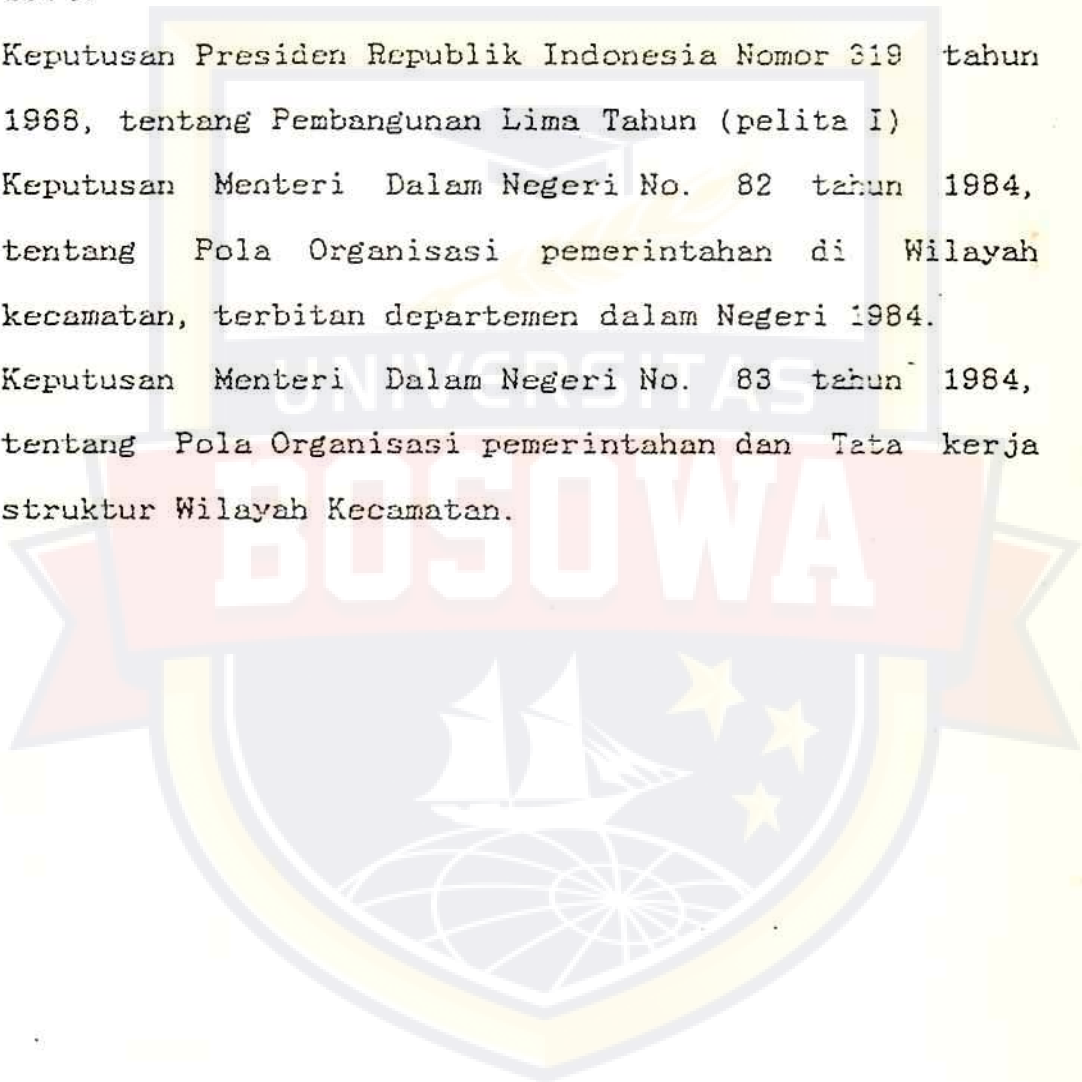 Keputusan Presiden Republik Indonesia Nomor 319 tahun
1968, tentang Pembangunan Lima Tahun (pelita I)
Keputusan Menteri Dalam Negeri No. 82 tahun 1984,
tentang Pola Organisasi pemerintahan di Wilayah
kecamatan, terbitan departemen dalam Negeri 1984.
Keputusan Menteri Dalam Negeri No. 83 tahun 1984,
UNIVERSITAS
tentang Pola Organisasi pemerintahan dan Tata kerja
struktur Wilayah Kecamatan.
BOSOWA